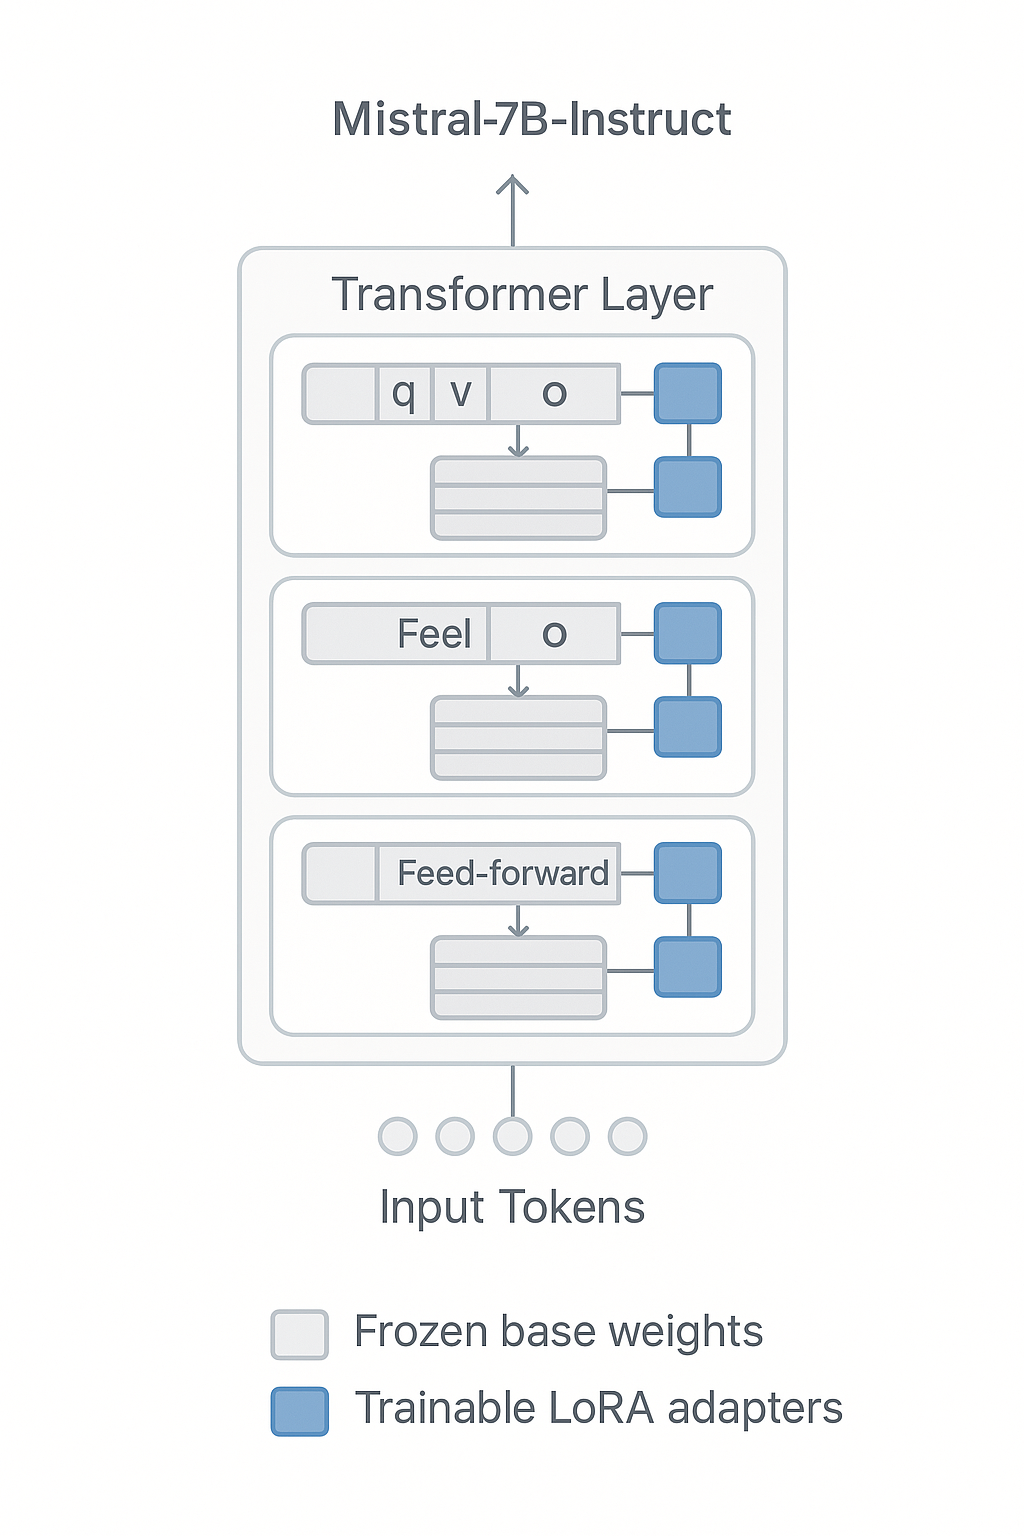 Mistral-7B-Instruct
Transformer Layer
q v o
Feel o
Feed-forward
Input Tokens
Frozen base weights
Trainable LoRA adapters